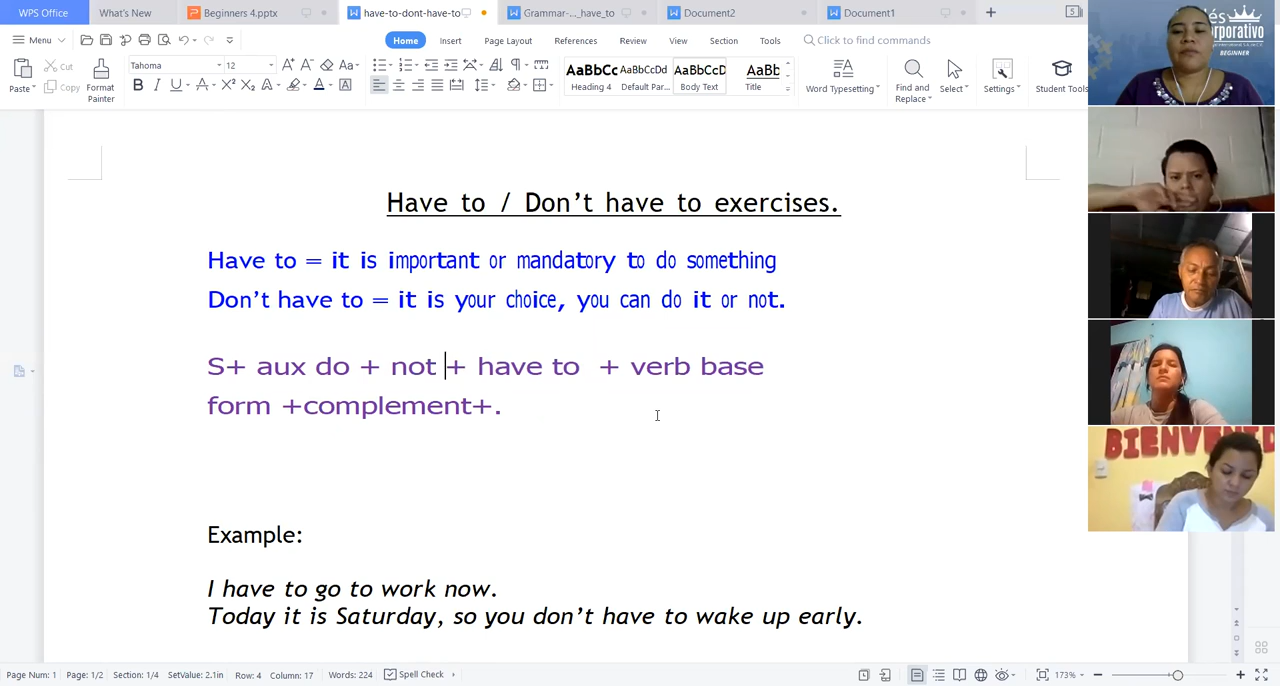 WPS Office What's New Beginners 4.pptx have-to-dont-have-to Grammar-..._have_to Document2 Document1 + 5
Menu Home Insert Page Layout References Review View Section Tools Click to find commands
Paste Cut Copy Format Painter Tahoma 12 AaBbCc Heading 4 AaBbCcDd Default Par... AaBbCcD Body Text AaBb Title Word Typesetting Find and Replace Select Settings Student Tools
és
rporativo
BEGINNER
Have to / Don't have to exercises.
Have to = it is important or mandatory to do something
Don't have to = it is your choice, you can do it or not.
S+ aux do + not + have to + verb base
form +complement+.
BIENVENID
Example:
I have to go to work now.
Today it is Saturday, so you don't have to wake up early.
Page Num: 1 Page: 1/2 Section: 1/4 SetValue: 2.1in Row: 4 Column: 17 Words: 224 Spell Check 173%